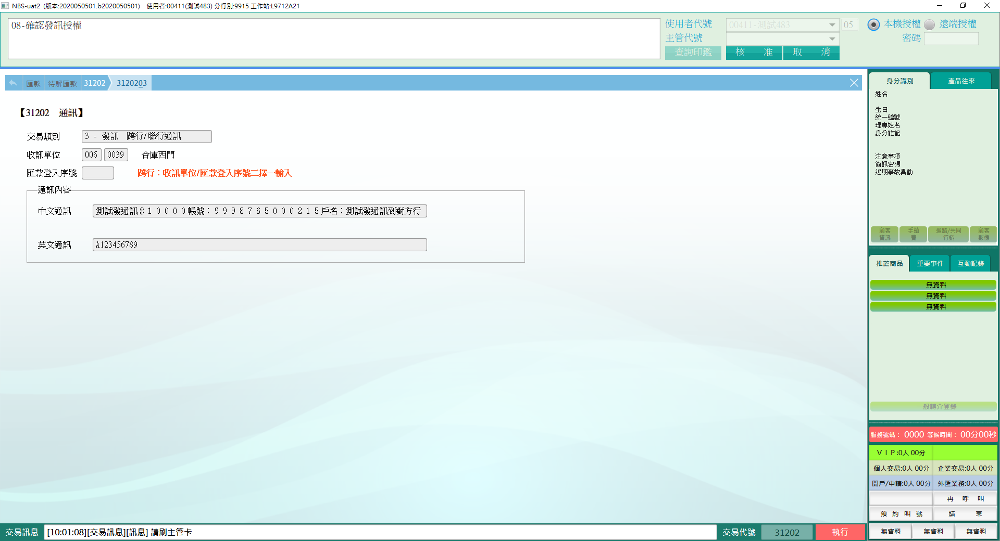 NBS-uat2 (版本:2020050501.b2020050501) 使用者:00411(測試483) 分行別:9915 工作站:L9712A21
08-確認發訊授權
使用者代號 00411-測試483 05 本機授權 遠端授權
主管代號 密碼
查詢印鑑 核 准 取 消
匯款 待解匯款 31202 3120203
【31202 通訊】
交易類別 3 - 發訊 跨行/聯行通訊
收訊單位 006 0039 合庫西門
匯款登入序號 跨行：收訊單位/匯款登入序號二擇一輸入
通訊內容
中文通訊 測試發通訊＄１００００帳號：９９９８７６５０００２１５戶名：測試發通訊到對方行
英文通訊 A123456789
身分識別 產品往來
姓名
生日
統一編號
理專姓名
身分註記
注意事項
簡訊密碼
近期事故異動
顧客資訊 手續費 通路/共同行銷 顧客影像
推薦商品 重要事件 互動記錄
無資料
無資料
無資料
一般轉介登錄
服務號碼： 0000 等候時間： 00分00秒
ＶＩＰ:0人 00分
個人交易:0人 00分 企業交易:0人 00分
開戶/申請:0人 00分 外匯業務:0人 00分
再 呼 叫
預 約 叫 號 結 束
無資料 無資料 無資料
交易訊息 [10:01:08][交易訊息][訊息] 請刷主管卡 交易代號 31202 執行